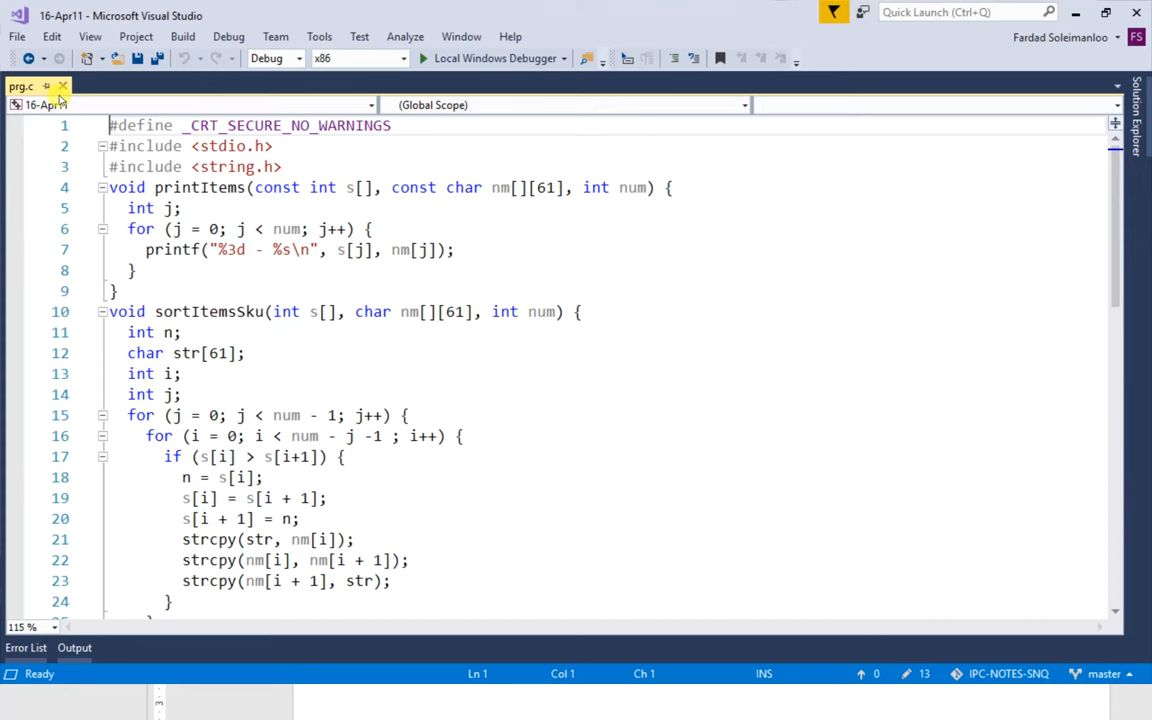 16-Apr11 - Microsoft Visual Studio
Quick Launch (Ctrl+Q)
File Edit View Project Build Debug Team Tools Test Analyze Window Help
Fardad Soleimanloo FS
Debug x86 Local Windows Debugger
prg.c
16-Apr11 (Global Scope)
Solution Explorer
1 #define _CRT_SECURE_NO_WARNINGS
2 #include <stdio.h>
3 #include <string.h>
4 void printItems(const int s[], const char nm[][61], int num) {
5 int j;
6 for (j = 0; j < num; j++) {
7 printf("%3d - %s\n", s[j], nm[j]);
8 }
9 }
10 void sortItemsSku(int s[], char nm[][61], int num) {
11 int n;
12 char str[61];
13 int i;
14 int j;
15 for (j = 0; j < num - 1; j++) {
16 for (i = 0; i < num - j -1 ; i++) {
17 if (s[i] > s[i+1]) {
18 n = s[i];
19 s[i] = s[i + 1];
20 s[i + 1] = n;
21 strcpy(str, nm[i]);
22 strcpy(nm[i], nm[i + 1]);
23 strcpy(nm[i + 1], str);
24 }
115 %
Error List Output
Ready Ln 1 Col 1 Ch 1 INS 0 13 IPC-NOTES-SNQ master
3